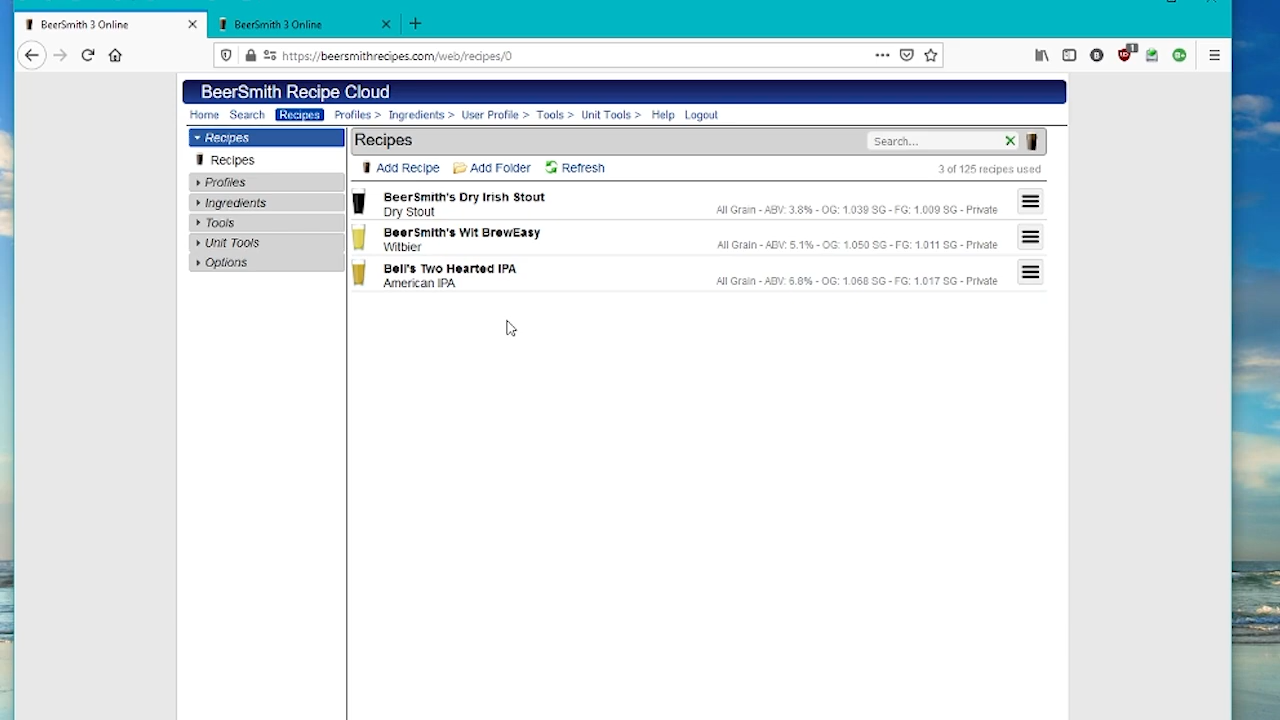 BeerSmith 3 Online
BeerSmith 3 Online
https://beersmithrecipes.com/web/recipes/0
1
BeerSmith Recipe Cloud
Home Search Recipes Profiles > Ingredients > User Profile > Tools > Unit Tools > Help Logout
Recipes
Recipes
Profiles
Ingredients
Tools
Unit Tools
Options
Recipes
Search...
Add Recipe Add Folder Refresh
3 of 125 recipes used
BeerSmith's Dry Irish Stout
Dry Stout
All Grain - ABV: 3.8% - OG: 1.039 SG - FG: 1.009 SG - Private
BeerSmith's Wit BrewEasy
Witbier
All Grain - ABV: 5.1% - OG: 1.050 SG - FG: 1.011 SG - Private
Bell's Two Hearted IPA
American IPA
All Grain - ABV: 6.8% - OG: 1.068 SG - FG: 1.017 SG - Private